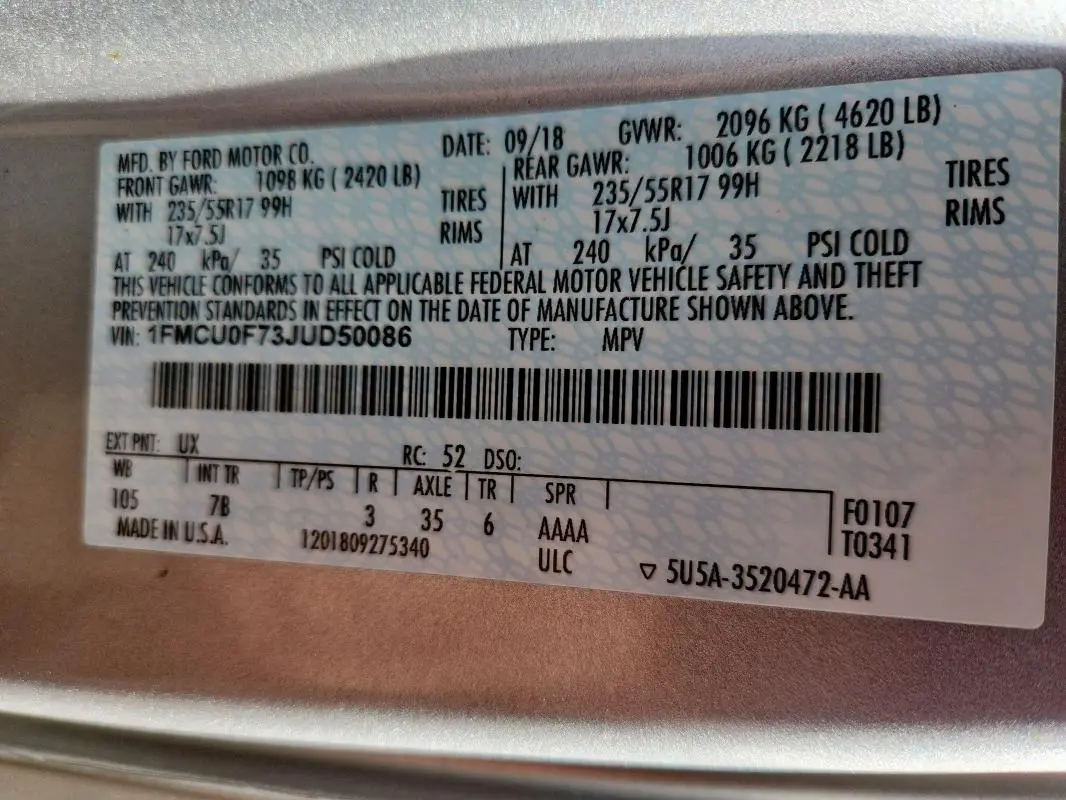 MFD. BY FORD MOTOR CO. DATE: 09/18 GVWR: 2096 KG ( 4620 LB)
FRONT GAWR: 1098 KG ( 2420 LB) REAR GAWR: 1006 KG ( 2218 LB)
WITH 235/55R17 99H TIRES WITH 235/55R17 99H TIRES
17x7.5J RIMS 17x7.5J RIMS
AT 240 kPa/ 35 PSI COLD AT 240 kPa/ 35 PSI COLD
THIS VEHICLE CONFORMS TO ALL APPLICABLE FEDERAL MOTOR VEHICLE SAFETY AND THEFT
PREVENTION STANDARDS IN EFFECT ON THE DATE OF MANUFACTURE SHOWN ABOVE.
VIN: 1FMCU0F73JUD50086 TYPE: MPV
EXT PNT: UX RC: 52 DSO:
WB INT TR TP/PS R AXLE TR SPR
105 7B 3 35 6 AAAA F0107
MADE IN U.S.A. 1201809275340 ULC T0341
▽ 5U5A-3520472-AA